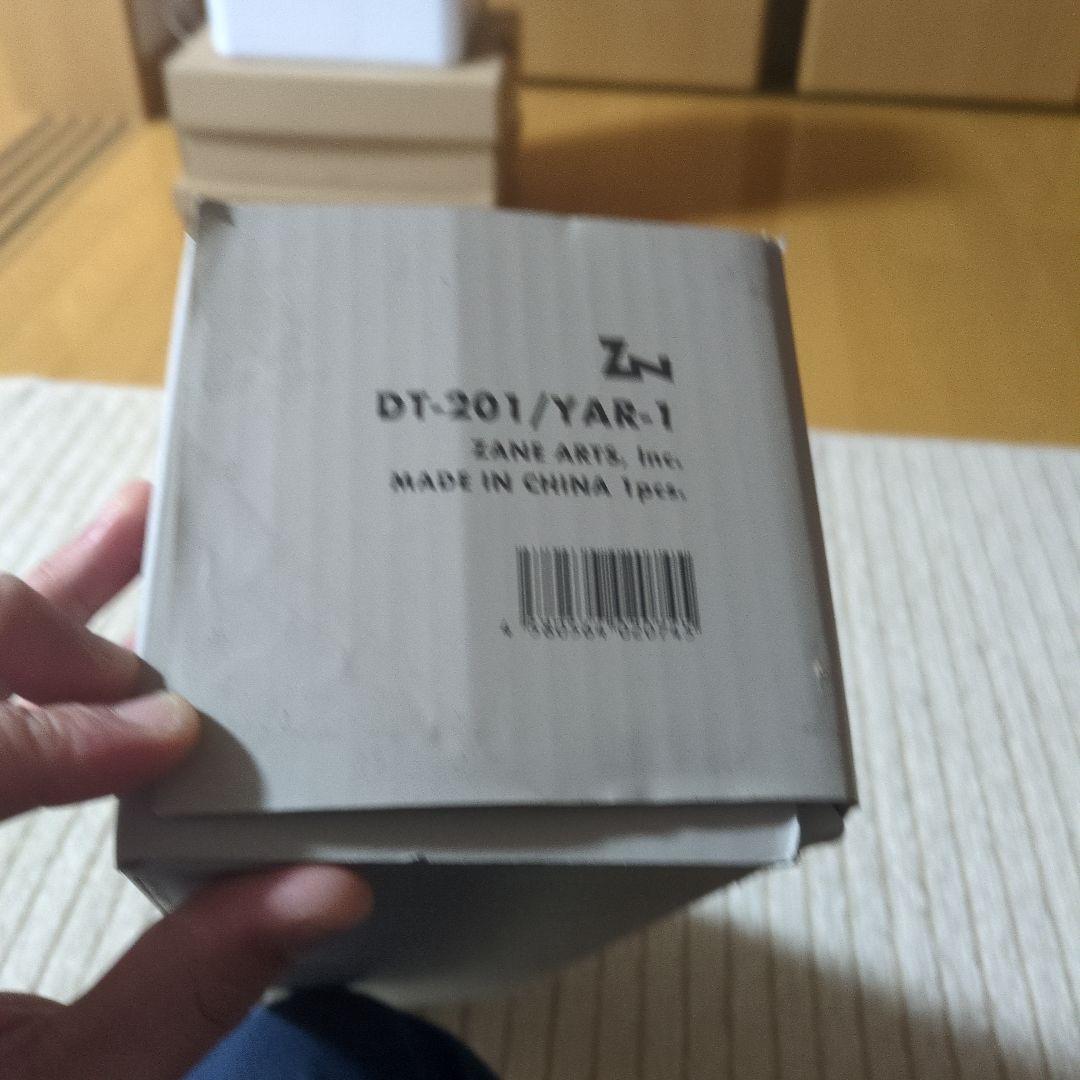 ZN
DT-201/YAR-1
ZANE ARTS, Inc.
MADE IN CHINA 1pcs.